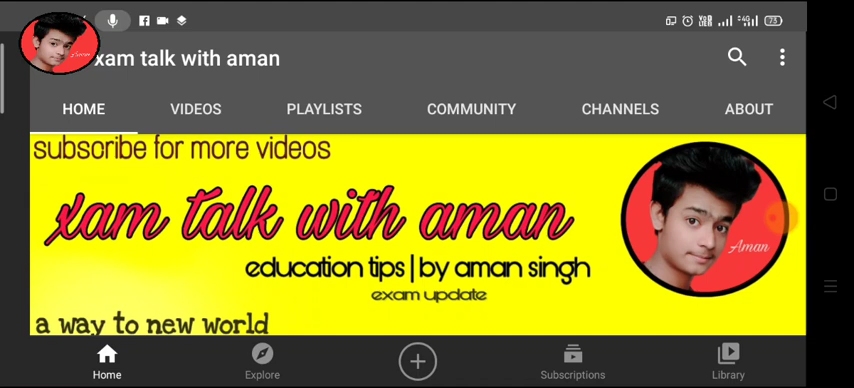 73
xam talk with aman
HOME VIDEOS PLAYLISTS COMMUNITY CHANNELS ABOUT
subscribe for more videos
xam talk with aman
Aman
education tips | by aman singh
exam update
a way to new world
Home Explore Subscriptions Library